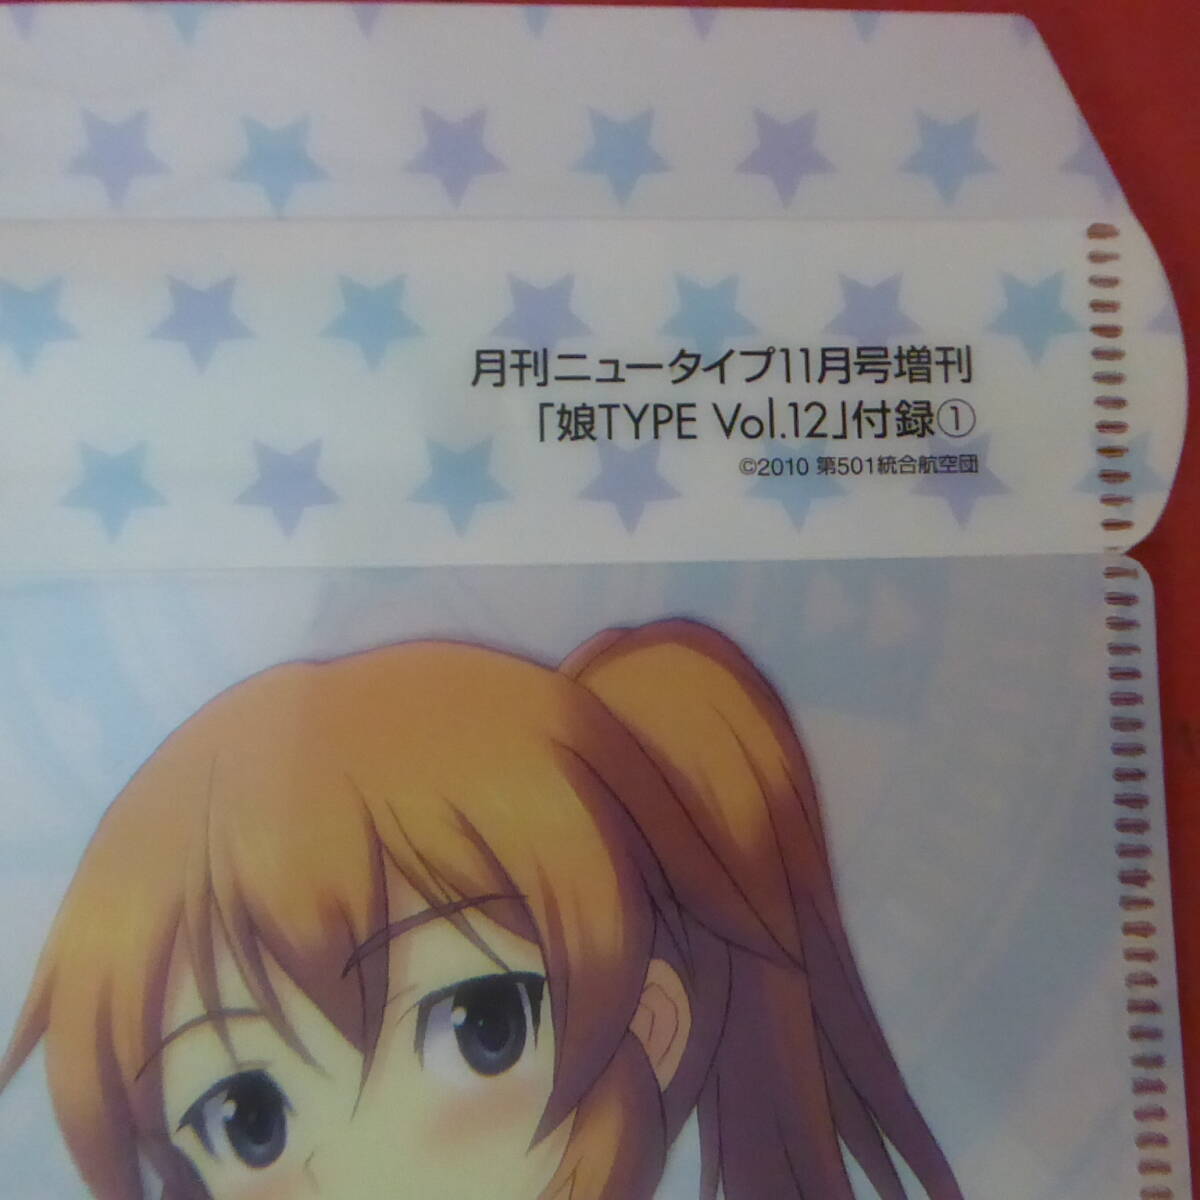 月刊ニュータイプ11月号増刊
「娘TYPE Vol.12」付録①
©2010 第501統合航空団